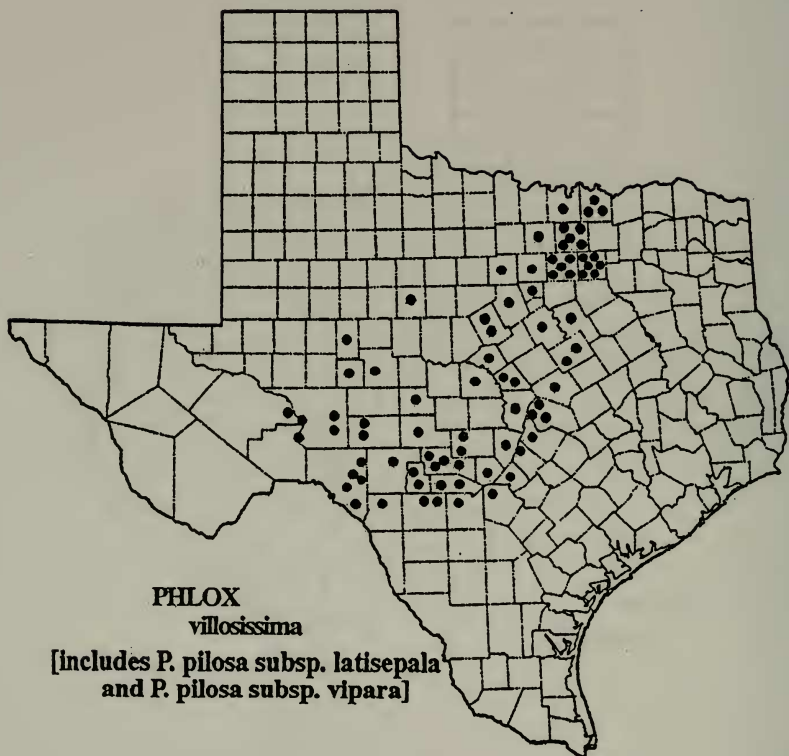 PHLOX
villosissima
[includes P. pilosa subsp. latisepala
and P. pilosa subsp. vipara]